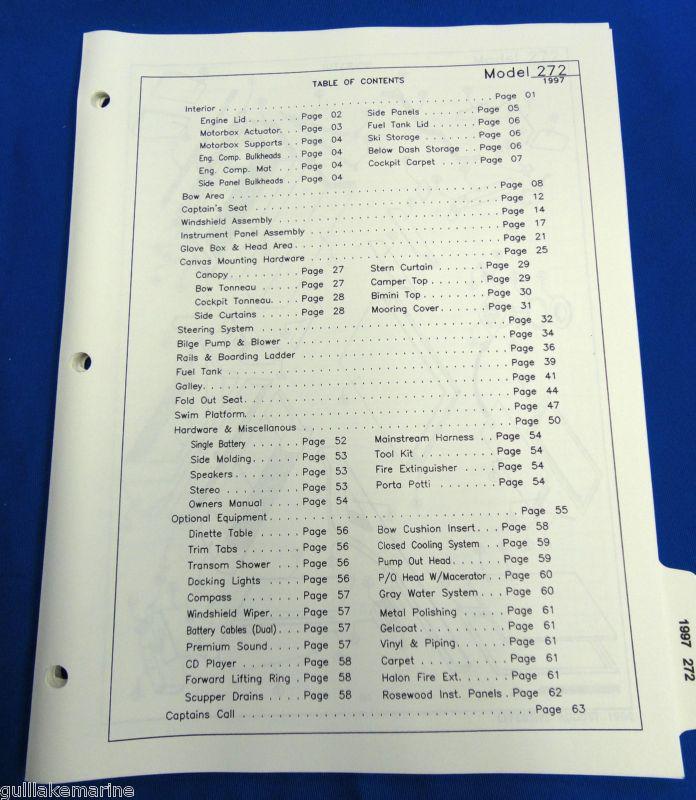 TABLE OF CONTENTS
Model 272
1997
Interior . . . . . . . . . . . . . . . . . . . . Page 01
Engine Lid . . . . . . . Page 02 Side Panels . . . . . . . Page 05
Motorbox Actuator. . . . Page 03 Fuel Tank Lid . . . . . . Page 06
Motorbox Supports . . Page 04 Ski Storage . . . . . . . Page 06
Eng. Comp. Bulkheads . . Page 04 Below Dash Storage . . Page 06
Eng. Comp. Mat . . . Page 04 Cockpit Carpet . . . . . Page 07
Side Panel Bulkheads . . Page 04
Bow Area . . . . . . . . . . . . . . . . . . . . Page 08
Captain's Seat . . . . . . . . . . . . . . . . . . . . Page 12
Windshield Assembly . . . . . . . . . . . . . . . . . . . . Page 14
Instrument Panel Assembly . . . . . . . . . . . . . . . . . . . . Page 17
Glove Box & Head Area. . . . . . . . . . . . . . . . . . . . Page 21
Canvas Mounting Hardware . . . . . . . . . . . . . . . . . . . . Page 25
Canopy. . . . . . . . . Page 27 Stern Curtain . . . . . . Page 29
Bow Tonneau . . . . . Page 27 Camper Top . . . . . . . Page 29
Cockpit Tonneau. . . . Page 28 Bimini Top . . . . . . . . Page 30
Side Curtains . . . . . Page 28 Mooring Cover. . . . . . Page 31
Steering System . . . . . . . . . . . . . . . . . . . . Page 32
Bilge Pump & Blower . . . . . . . . . . . . . . . . . . . . Page 34
Rails & Boarding Ladder . . . . . . . . . . . . . . . . . . . . Page 36
Fuel Tank . . . . . . . . . . . . . . . . . . . . Page 39
Galley. . . . . . . . . . . . . . . . . . . . Page 41
Fold Out Seat. . . . . . . . . . . . . . . . . . . . Page 44
Swim Platform. . . . . . . . . . . . . . . . . . . . Page 47
Hardware & Miscellanous . . . . . . . . . . . . . . . . . . . . Page 50
Single Battery . . . . . . Page 52 Mainstream Harness . . Page 54
Side Molding. . . . . . Page 53 Tool Kit . . . . . . . . . Page 54
Speakers. . . . . . . . Page 53 Fire Extinguisher . . . . Page 54
Stereo . . . . . . . . . Page 53 Porta Potti . . . . . . . Page 54
Owners Manual . . . . Page 54
Optional Equipment. . . . . . . . . . . . . . . . . . . . Page 55
Dinette Table . . . . . Page 56 Bow Cushion Insert. . . Page 58
Trim Tabs . . . . . . . Page 56 Closed Cooling System . . Page 59
Transom Shower . . . Page 56 Pump Out Head. . . . . Page 59
Docking Lights . . . . Page 56 P/O Head W/Macerator. . Page 60
Compass . . . . . . . Page 57 Gray Water System. . . Page 60
Windshield Wiper. . . . Page 57 Metal Polishing . . . . . Page 61
Battery Cables (Dual). . . Page 57 Gelcoat. . . . . . . . . . Page 61
Premium Sound. . . . . Page 57 Vinyl & Piping. . . . . . Page 61
CD Player . . . . . . . Page 58 Carpet . . . . . . . . . . Page 61
Forward Lifting Ring . Page 58 Halon Fire Ext. . . . . . Page 61
Scupper Drains . . . . Page 58 Rosewood Inst. Panels . Page 62
Captains Call . . . . . . . . . . . . . . . . . . . . Page 63
1997 272
© gulllakemarine